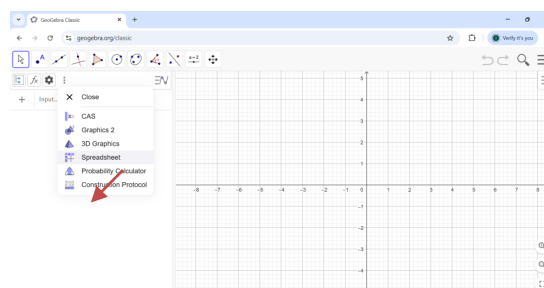 GeoGebra Classic
geogebra.org/classic
Verify it's you
A
a=2
fx
Input...
Close
CAS
Graphics 2
3D Graphics
Spreadsheet
Probability Calculator
Construction Protocol
5
4
3
2
1
-8 -7 -6 -5 -4 -3 -2 -1 0 1 2 3 4 5 6 7 8
-1
-2
-3
-4